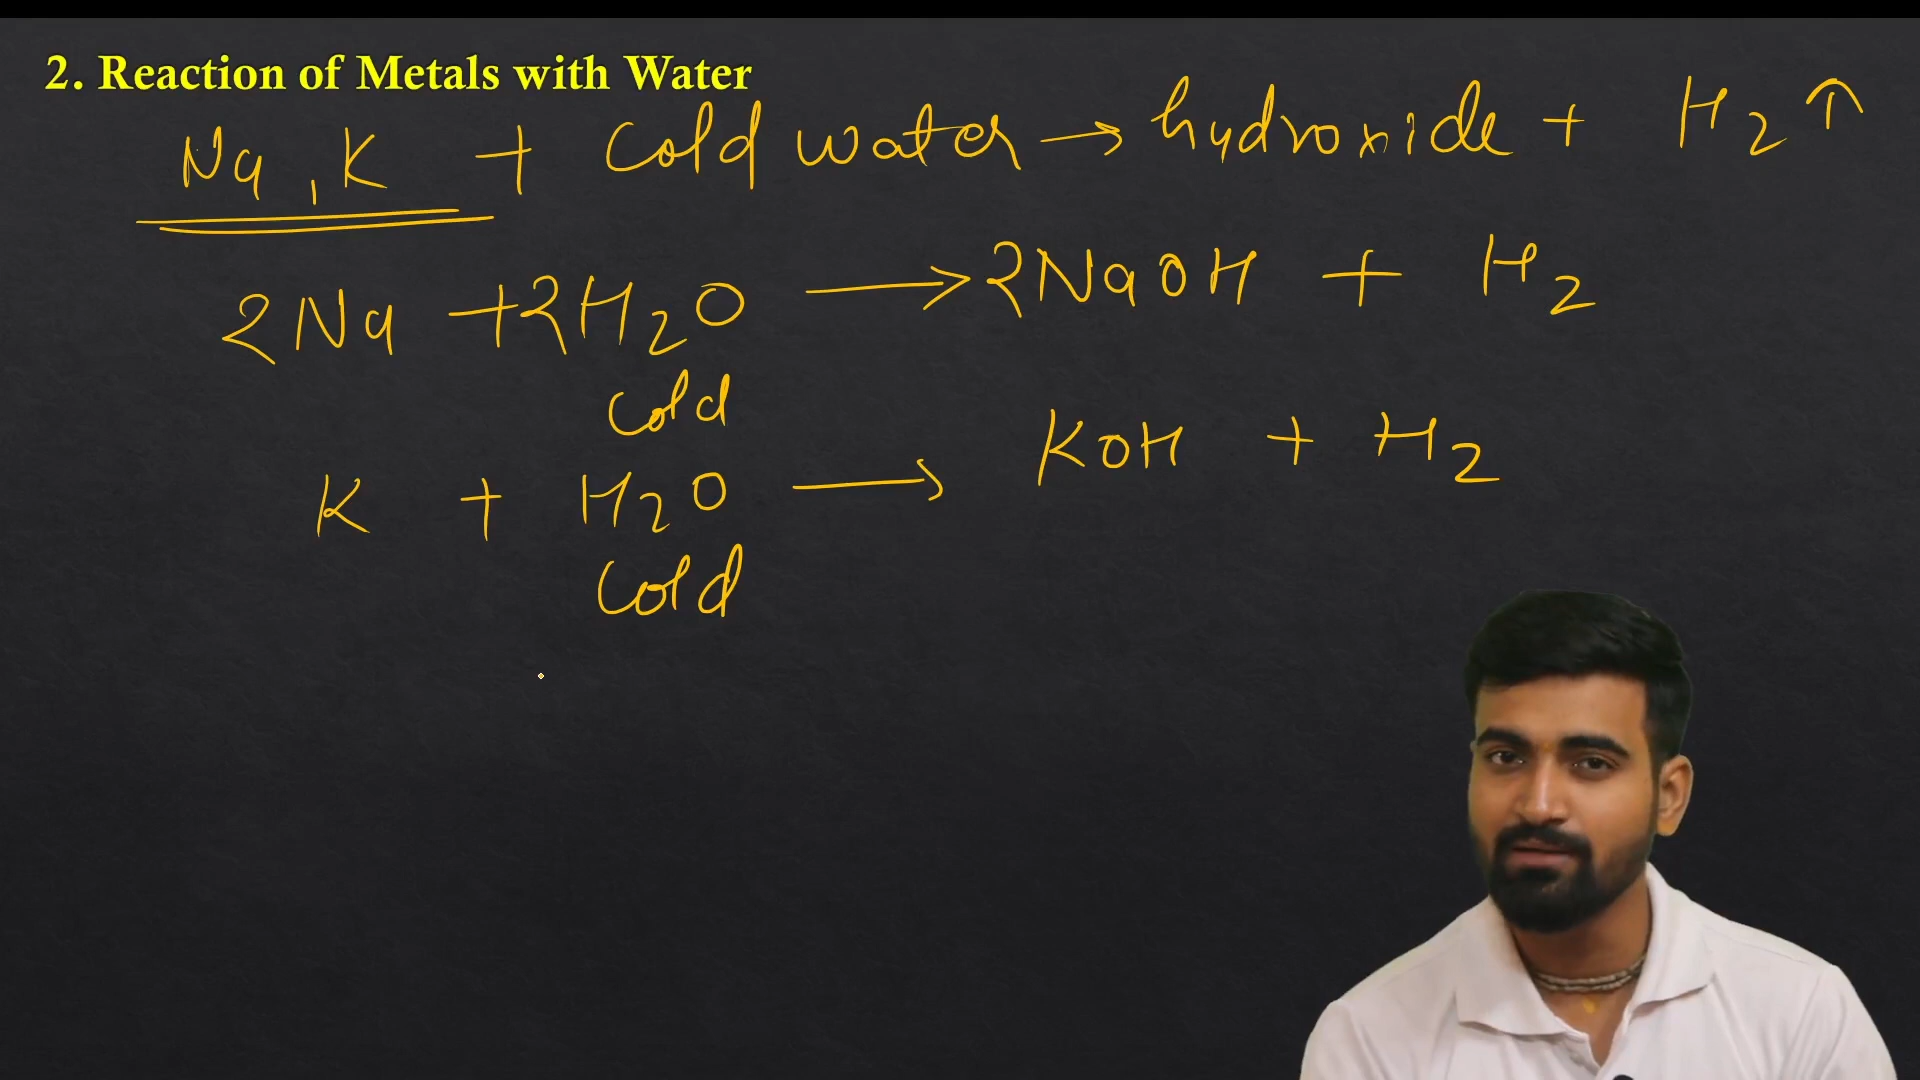 2. Reaction of Metals with Water
Na, K + Cold water → hydroxide + H₂↑
2Na + 2H₂O → 2NaOH + H₂
Cold
K + H₂O → KOH + H₂
Cold